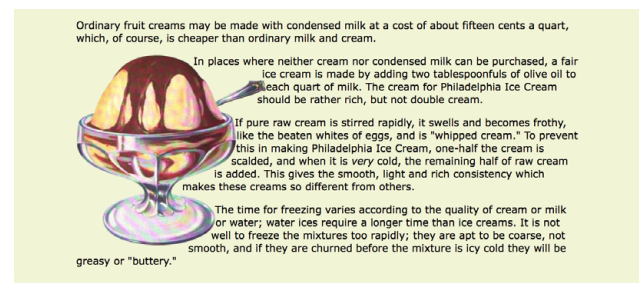 Ordinary fruit creams may be made with condensed milk at a cost of about fifteen cents a quart,
which, of course, is cheaper than ordinary milk and cream.
In places where neither cream nor condensed milk can be purchased, a fair
ice cream is made by adding two tablespoonfuls of olive oil to
each quart of milk. The cream for Philadelphia Ice Cream
should be rather rich, but not double cream.
If pure raw cream is stirred rapidly, it swells and becomes frothy,
like the beaten whites of eggs, and is "whipped cream." To prevent
this in making Philadelphia Ice Cream, one-half the cream is
scalded, and when it is very cold, the remaining half of raw cream
is added. This gives the smooth, light and rich consistency which
makes these creams so different from others.
The time for freezing varies according to the quality of cream or milk
or water; water ices require a longer time than ice creams. It is not
well to freeze the mixtures too rapidly; they are apt to be coarse, not
smooth, and if they are churned before the mixture is icy cold they will be
greasy or "buttery."